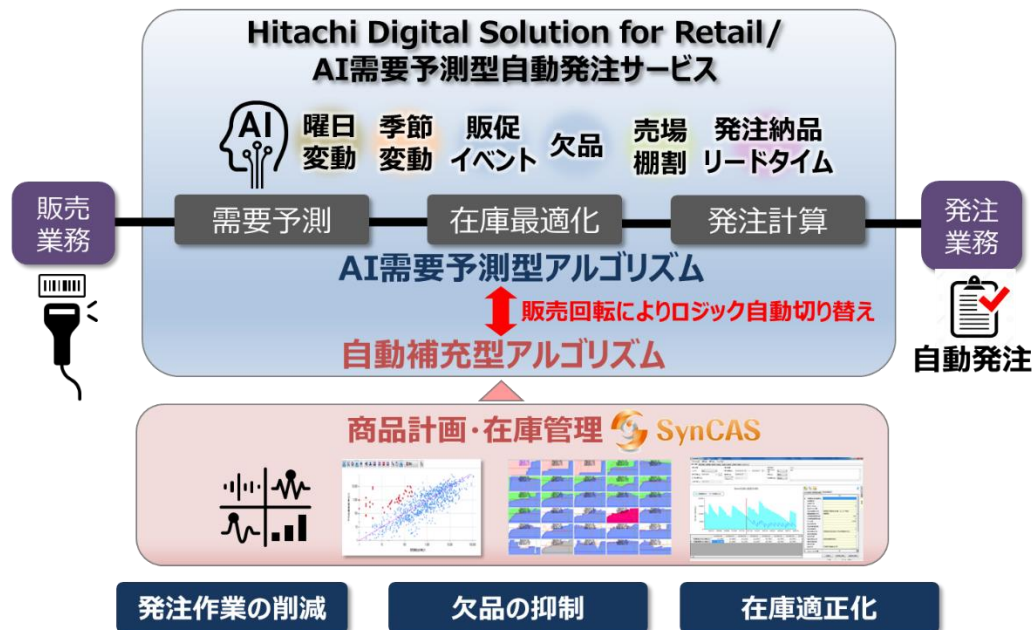 Hitachi Digital Solution for Retail/
AI需要予測型自動発注サービス
AI
曜日
変動
季節
変動
販促
イベント
欠品
売場
棚割
発注納品
リードタイム
販売
業務
需要予測
在庫最適化
発注計算
発注
業務
AI需要予測型アルゴリズム
販売回転によりロジック自動切り替え
自動補充型アルゴリズム
自動発注
商品計画・在庫管理
SynCAS
発注作業の削減
欠品の抑制
在庫適正化